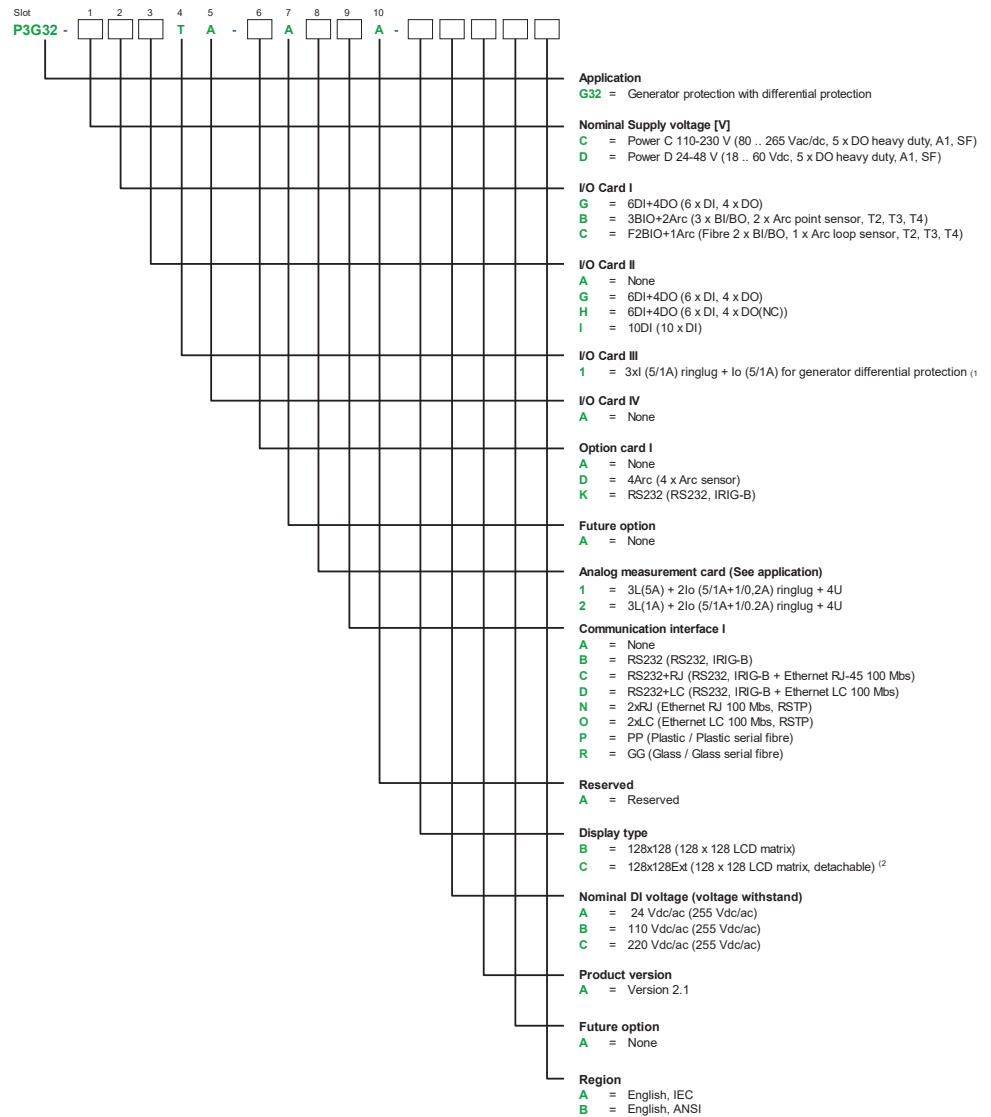 Slot 1 2 3 4 5 6 7 8 9 10
P3G32 - T A - A A -
Application
G32 = Generator protection with differential protection
Nominal Supply voltage [V]
C = Power C 110-230 V (80 .. 265 Vac/dc, 5 x DO heavy duty, A1, SF)
D = Power D 24-48 V (18 .. 60 Vdc, 5 x DO heavy duty, A1, SF)
I/O Card I
G = 6DI+4DO (6 x DI, 4 x DO)
B = 3BIO+2Arc (3 x BI/BO, 2 x Arc point sensor, T2, T3, T4)
C = F2BIO+1Arc (Fibre 2 x BI/BO, 1 x Arc loop sensor, T2, T3, T4)
I/O Card II
A = None
G = 6DI+4DO (6 x DI, 4 x DO)
H = 6DI+4DO (6 x DI, 4 x DO(NC))
I = 10DI (10 x DI)
I/O Card III
1 = 3xI (5/1A) ringlug + Io (5/1A) for generator differential protection (1
I/O Card IV
A = None
Option card I
A = None
D = 4Arc (4 x Arc sensor)
K = RS232 (RS232, IRIG-B)
Future option
A = None
Analog measurement card (See application)
1 = 3L(5A) + 2Io (5/1A+1/0,2A) ringlug + 4U
2 = 3L(1A) + 2Io (5/1A+1/0.2A) ringlug + 4U
Communication interface I
A = None
B = RS232 (RS232, IRIG-B)
C = RS232+RJ (RS232, IRIG-B + Ethernet RJ-45 100 Mbs)
D = RS232+LC (RS232, IRIG-B + Ethernet LC 100 Mbs)
N = 2xRJ (Ethernet RJ 100 Mbs, RSTP)
O = 2xLC (Ethernet LC 100 Mbs, RSTP)
P = PP (Plastic / Plastic serial fibre)
R = GG (Glass / Glass serial fibre)
Reserved
A = Reserved
Display type
B = 128x128 (128 x 128 LCD matrix)
C = 128x128Ext (128 x 128 LCD matrix, detachable) (2
Nominal DI voltage (voltage withstand)
A = 24 Vdc/ac (255 Vdc/ac)
B = 110 Vdc/ac (255 Vdc/ac)
C = 220 Vdc/ac (255 Vdc/ac)
Product version
A = Version 2.1
Future option
A = None
Region
A = English, IEC
B = English, ANSI